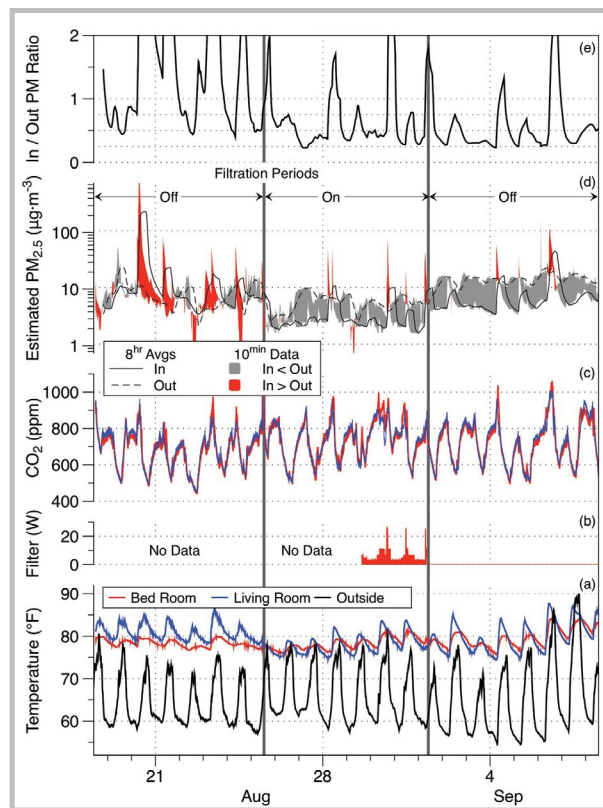 2
1
0
In / Out PM Ratio
(e)
Filtration Periods
Off
On
Off
(d)
100
10
1
Estimated PM2.5 (µg·m⁻³)
8hr Avgs
In
Out
10min Data
In < Out
In > Out
(c)
1000
800
600
400
CO2 (ppm)
(b)
20
0
Filter (W)
No Data
No Data
(a)
Bed Room
Living Room
Outside
90
80
70
60
Temperature (°F)
21
28
4
Aug
Sep